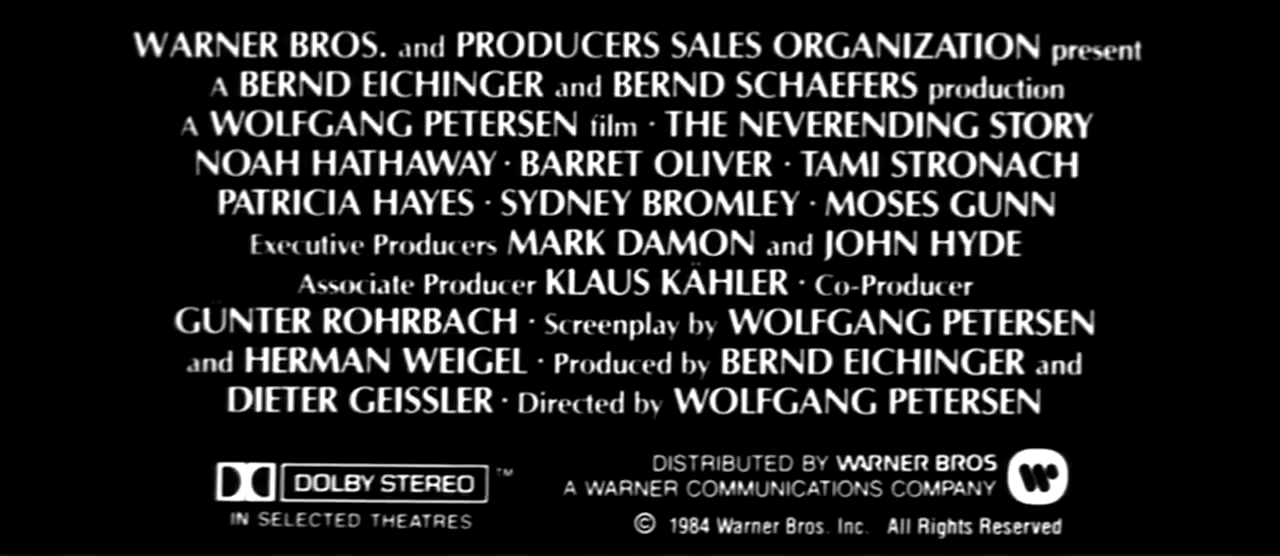 WARNER BROS. and PRODUCERS SALES ORGANIZATION present
A BERND EICHINGER and BERND SCHAEFERS production
A WOLFGANG PETERSEN film · THE NEVERENDING STORY
NOAH HATHAWAY · BARRET OLIVER · TAMI STRONACH
PATRICIA HAYES · SYDNEY BROMLEY · MOSES GUNN
Executive Producers MARK DAMON and JOHN HYDE
Associate Producer KLAUS KÄHLER · Co-Producer
GÜNTER ROHRBACH · Screenplay by WOLFGANG PETERSEN
and HERMAN WEIGEL · Produced by BERND EICHINGER and
DIETER GEISSLER · Directed by WOLFGANG PETERSEN
DOLBY STEREO ™
IN SELECTED THEATRES
DISTRIBUTED BY WARNER BROS
A WARNER COMMUNICATIONS COMPANY
© 1984 Warner Bros. Inc. All Rights Reserved